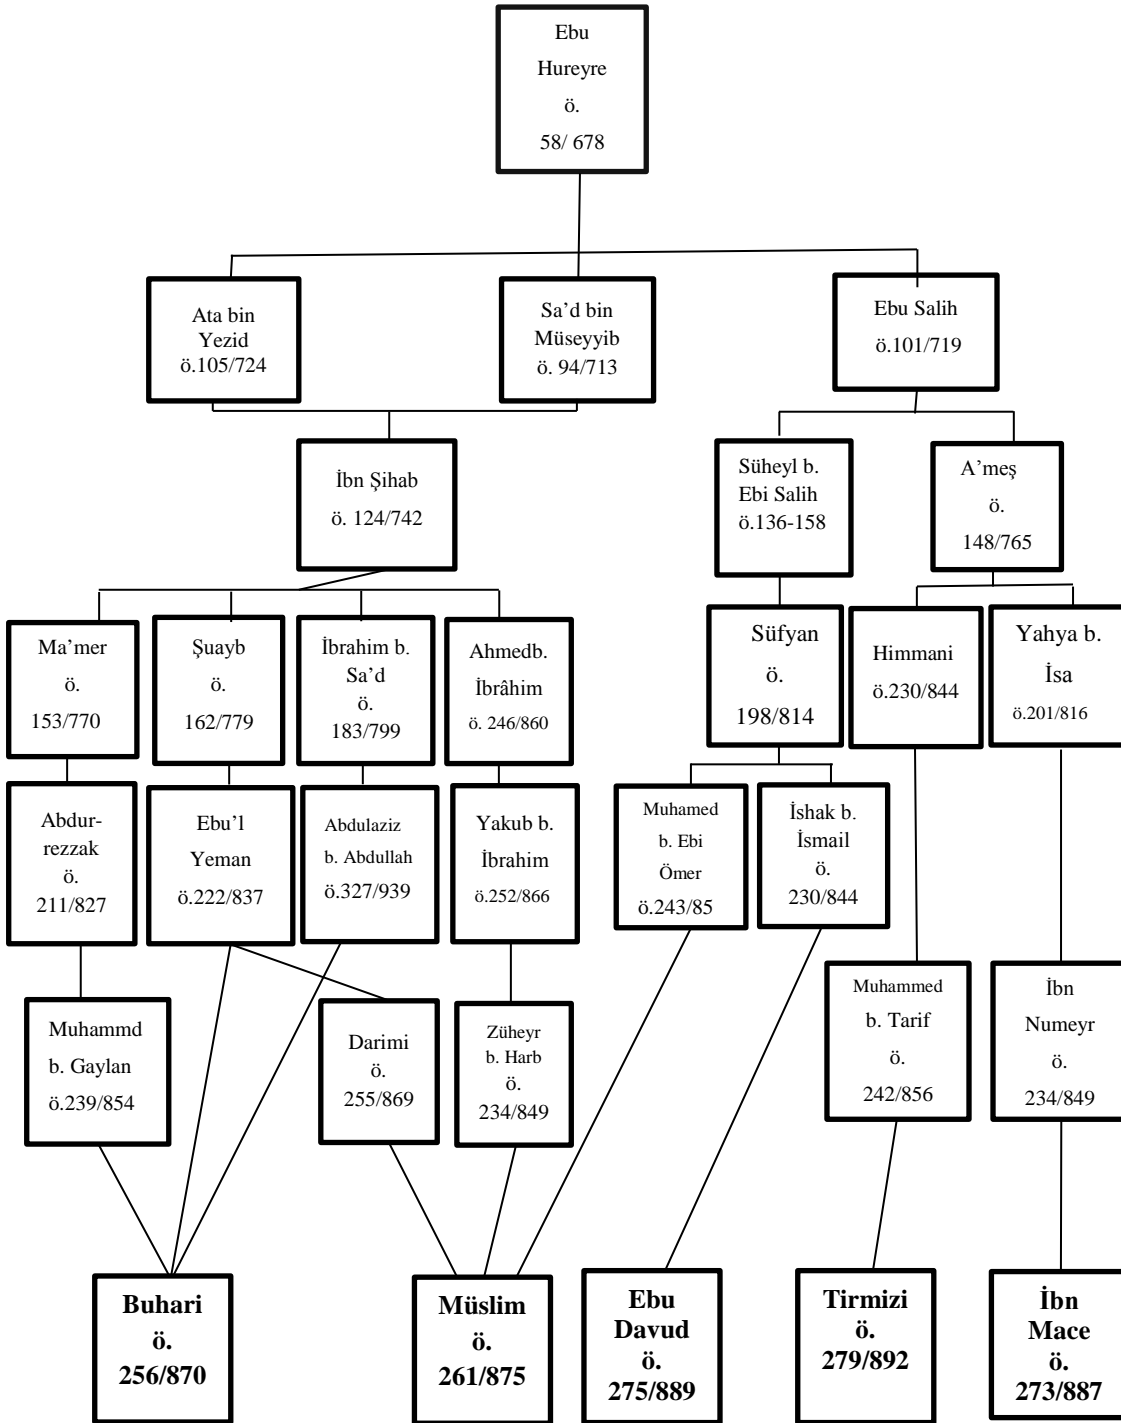 Ebu
Hureyre
ö.
58/ 678
Ata bin
Yezid
ö.105/724
Sa’d bin
Müseyyib
ö. 94/713
Ebu Salih
ö.101/719
İbn Şihab
ö. 124/742
Süheyl b.
Ebi Salih
ö.136-158
A’meş
ö.
148/765
Ma’mer
ö.
153/770
Şuayb
ö.
162/779
İbrahim b.
Sa’d
ö.
183/799
Ahmedb.
İbrâhim
ö. 246/860
Süfyan
ö.
198/814
Himmani
ö.230/844
Yahya b.
İsa
ö.201/816
Abdur-
rezzak
ö.
211/827
Ebu’l
Yeman
ö.222/837
Abdulaziz
b. Abdullah
ö.327/939
Yakub b.
İbrahim
ö.252/866
Muhamed
b. Ebi
Ömer
ö.243/85
İshak b.
İsmail
ö.
230/844
Muhammd
b. Gaylan
ö.239/854
Darimi
ö.
255/869
Züheyr
b. Harb
ö.
234/849
Muhammed
b. Tarif
ö.
242/856
İbn
Numeyr
ö.
234/849
Buhari
ö.
256/870
Müslim
ö.
261/875
Ebu
Davud
ö.
275/889
Tirmizi
ö.
279/892
İbn
Mace
ö.
273/887